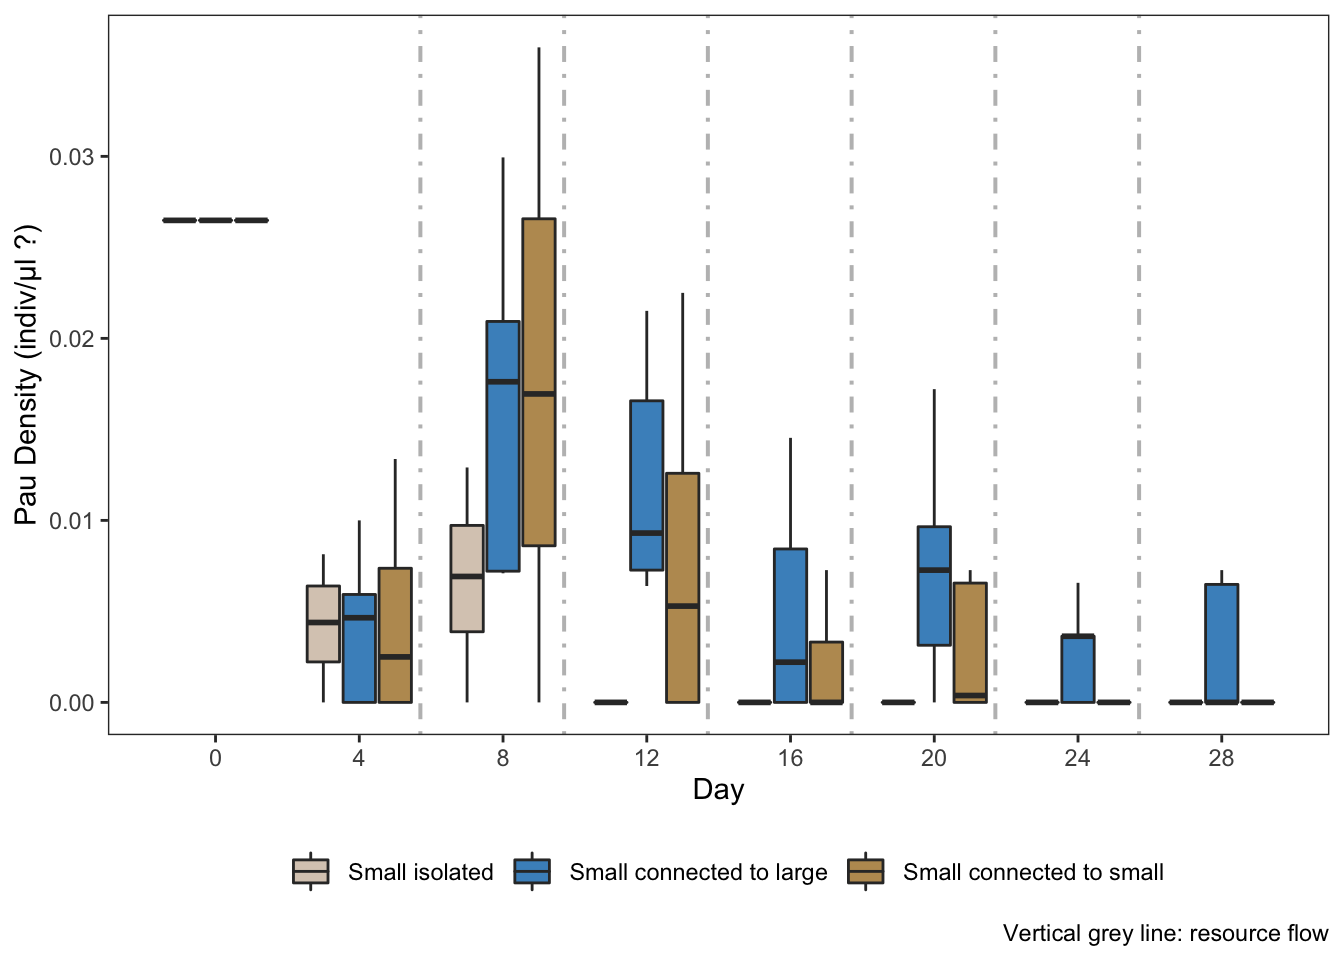 Pau Density (indiv/µl ?)
0.03
0.02
0.01
0.00
0 4 8 12 16 20 24 28
Day
Small isolated Small connected to large Small connected to small
Vertical grey line: resource flow